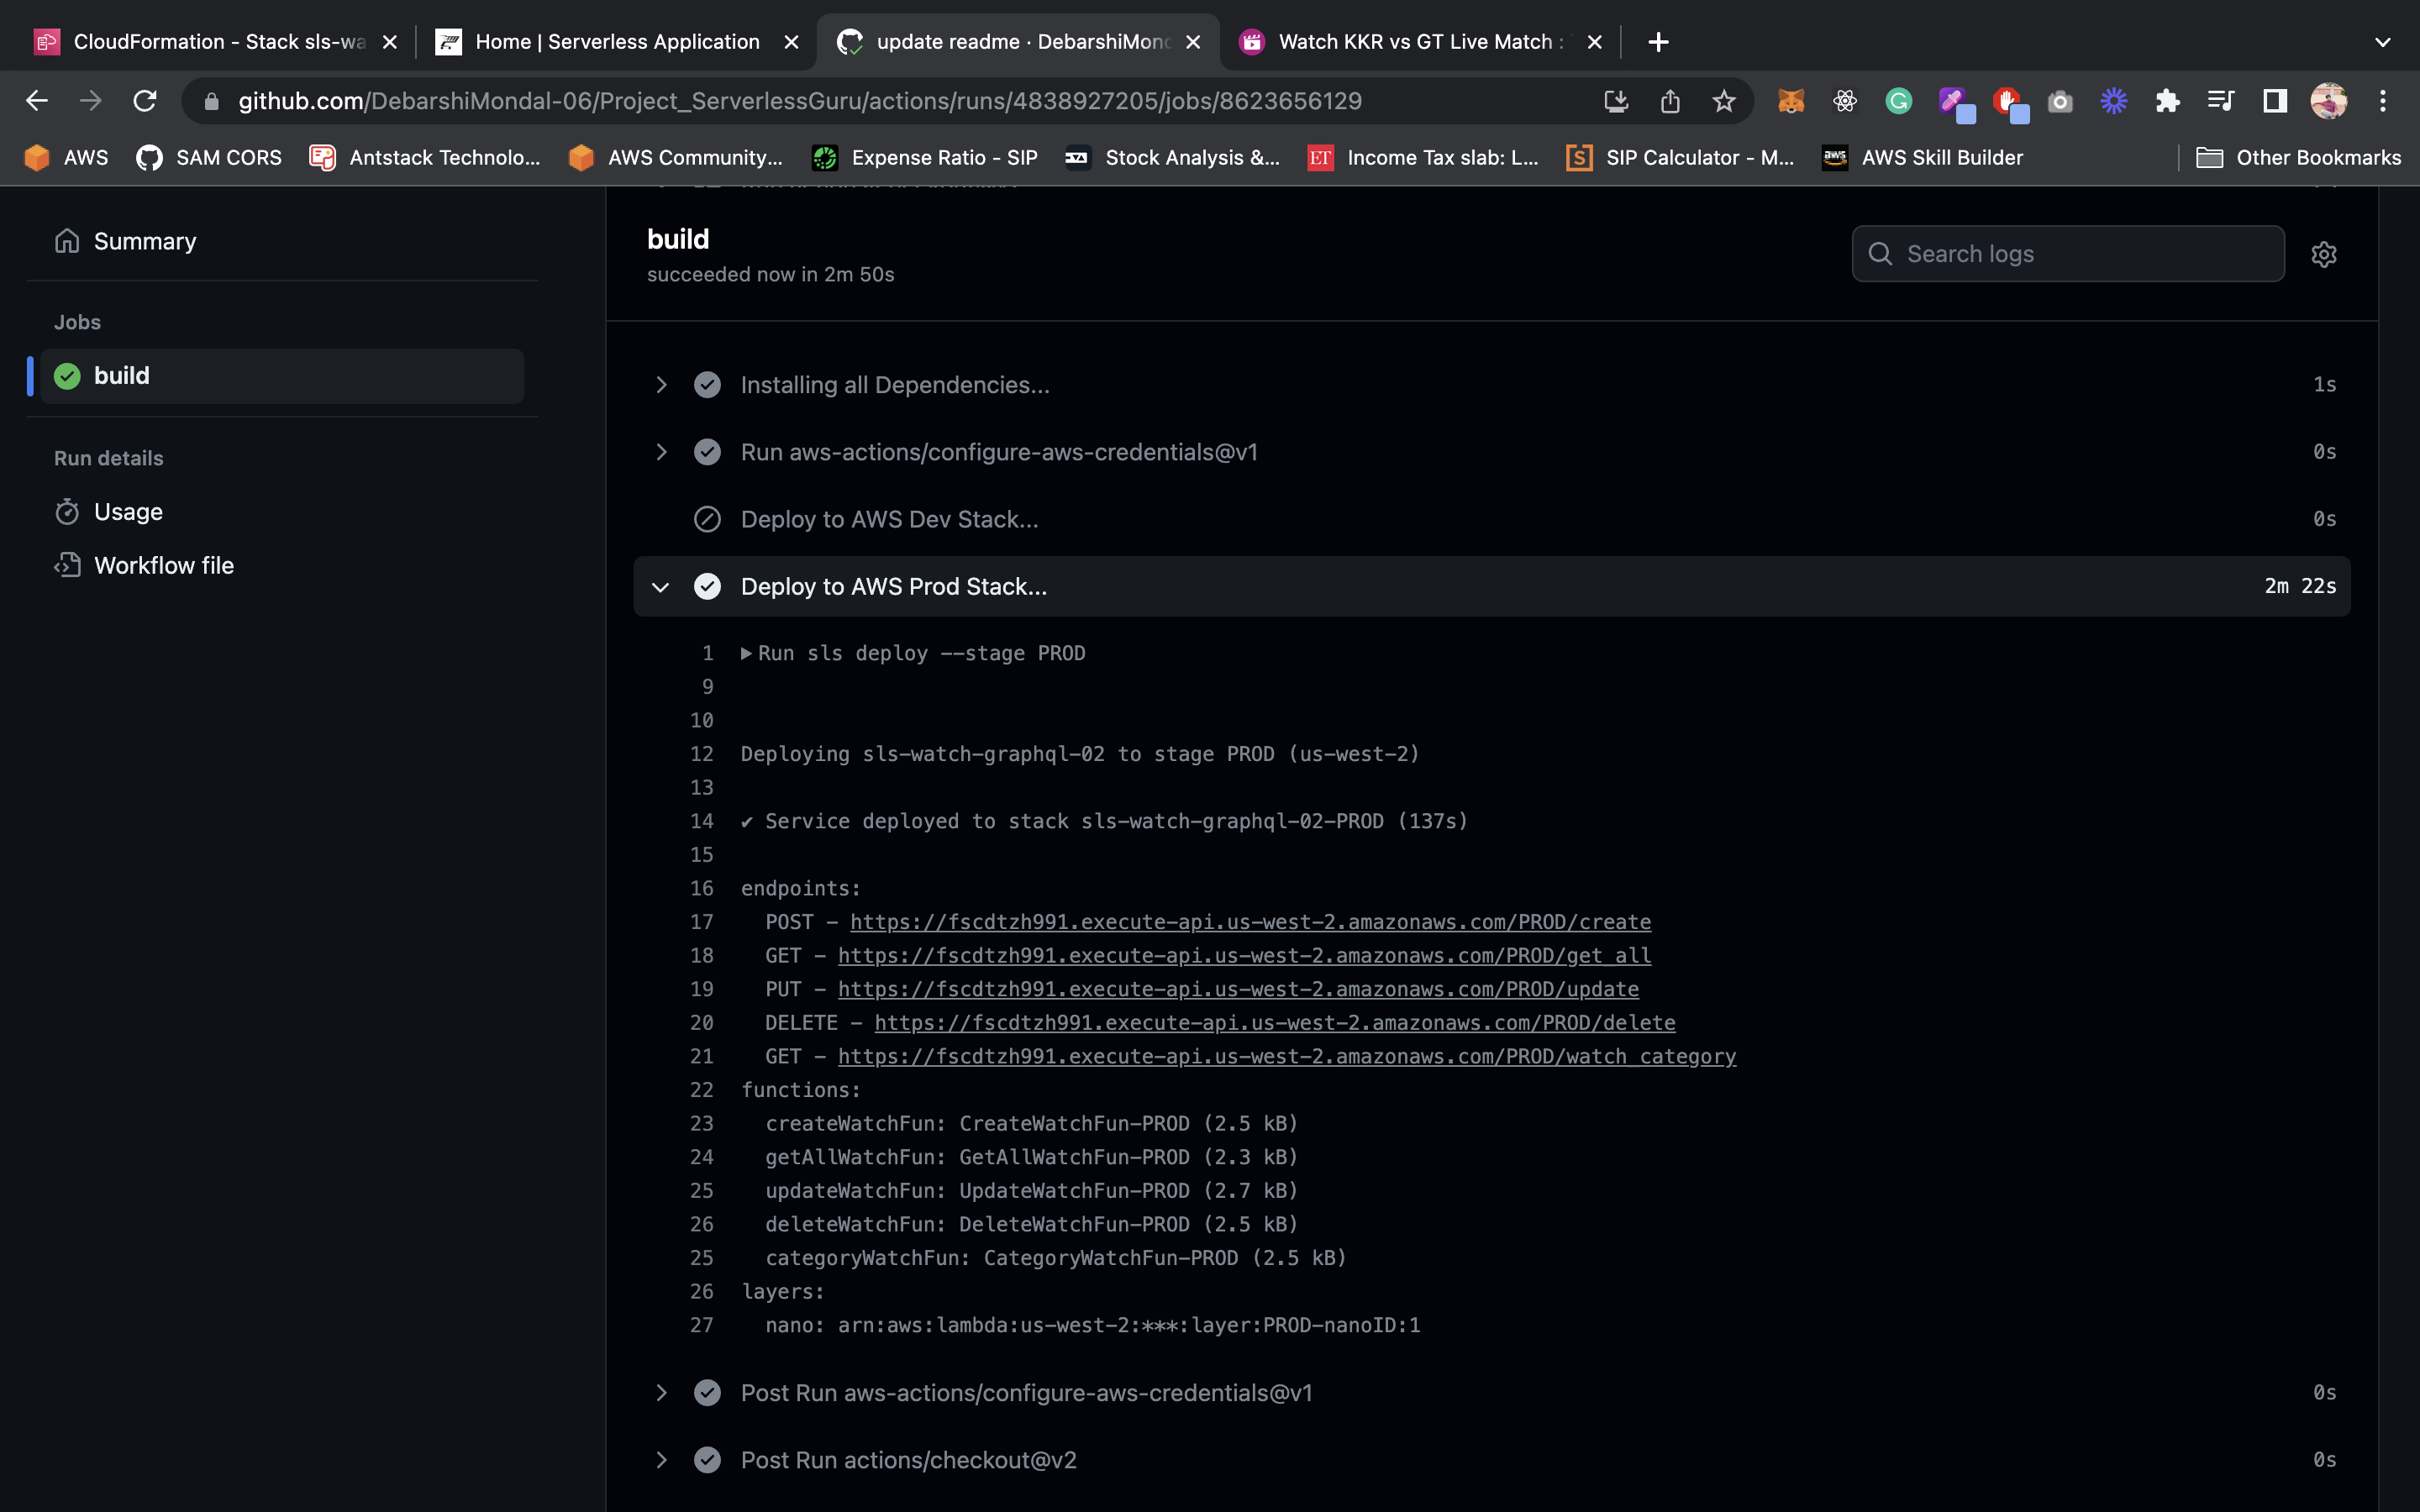 CloudFormation - Stack sls-wa
Home | Serverless Application
update readme · DebarshiMond
Watch KKR vs GT Live Match :
github.com/DebarshiMondal-06/Project_ServerlessGuru/actions/runs/4838927205/jobs/8623656129
AWS
SAM CORS
Antstack Technolo...
AWS Community...
Expense Ratio - SIP
Stock Analysis &...
Income Tax slab: L...
SIP Calculator - M...
AWS Skill Builder
Other Bookmarks
Summary
Jobs
build
Run details
Usage
Workflow file
build
succeeded now in 2m 50s
Search logs
Installing all Dependencies... 1s
Run aws-actions/configure-aws-credentials@v1 0s
Deploy to AWS Dev Stack... 0s
Deploy to AWS Prod Stack... 2m 22s
1 ▶Run sls deploy --stage PROD
9
10
12 Deploying sls-watch-graphql-02 to stage PROD (us-west-2)
13
14 ✔ Service deployed to stack sls-watch-graphql-02-PROD (137s)
15
16 endpoints:
17 POST - https://fscdtzh991.execute-api.us-west-2.amazonaws.com/PROD/create
18 GET - https://fscdtzh991.execute-api.us-west-2.amazonaws.com/PROD/get_all
19 PUT - https://fscdtzh991.execute-api.us-west-2.amazonaws.com/PROD/update
20 DELETE - https://fscdtzh991.execute-api.us-west-2.amazonaws.com/PROD/delete
21 GET - https://fscdtzh991.execute-api.us-west-2.amazonaws.com/PROD/watch_category
22 functions:
23 createWatchFun: CreateWatchFun-PROD (2.5 kB)
24 getAllWatchFun: GetAllWatchFun-PROD (2.3 kB)
25 updateWatchFun: UpdateWatchFun-PROD (2.7 kB)
26 deleteWatchFun: DeleteWatchFun-PROD (2.5 kB)
25 categoryWatchFun: CategoryWatchFun-PROD (2.5 kB)
26 layers:
27 nano: arn:aws:lambda:us-west-2:***:layer:PROD-nanoID:1
Post Run aws-actions/configure-aws-credentials@v1 0s
Post Run actions/checkout@v2 0s